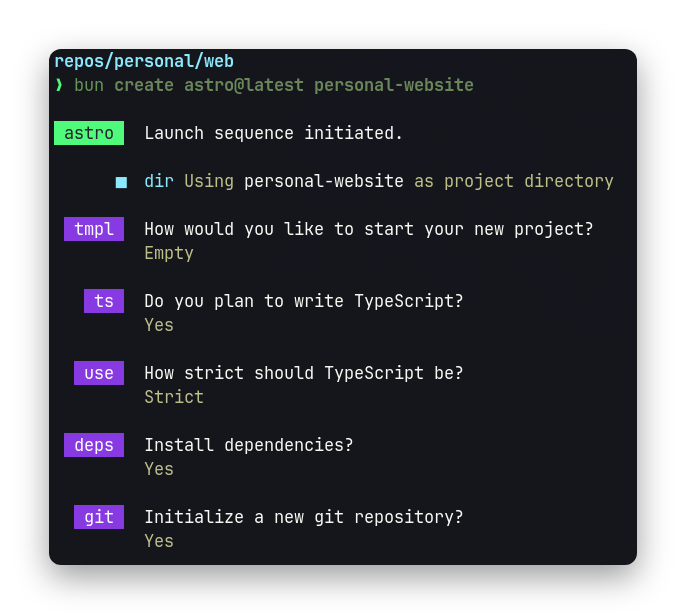 repos/personal/web
❯ bun create astro@latest personal-website
astro Launch sequence initiated.
■ dir Using personal-website as project directory
tmpl How would you like to start your new project?
Empty
ts Do you plan to write TypeScript?
Yes
use How strict should TypeScript be?
Strict
deps Install dependencies?
Yes
git Initialize a new git repository?
Yes